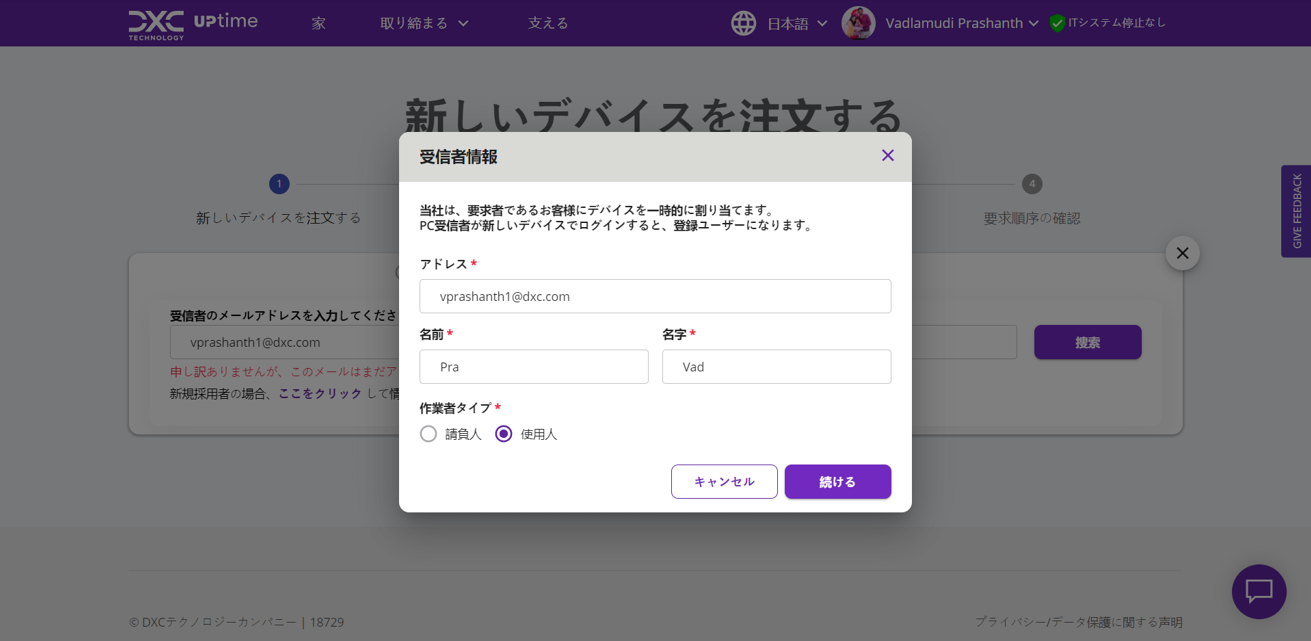 DXC TECHNOLOGY UPtime
家
取り締まる
支える
日本語
Vadlamudi Prashanth
ITシステム停止なし
新しいデバイスを注文する
1
4
新しいデバイスを注文する
要求順序の確認
GIVE FEEDBACK
受信者のメールアドレスを入力してくださ
vprashanth1@dxc.com
搜索
申し訳ありませんが、このメールはまだア
新規採用者の場合、ここをクリック して情
受信者情報
当社は、要求者であるお客様にデバイスを一時的に割り当てます。
PC受信者が新しいデバイスでログインすると、登録ユーザーになります。
アドレス *
vprashanth1@dxc.com
名前 *
名字 *
Pra
Vad
作業者タイプ *
請負人
使用人
キャンセル
続ける
© DXCテクノロジーカンパニー | 18729
プライバシー/データ保護に関する声明